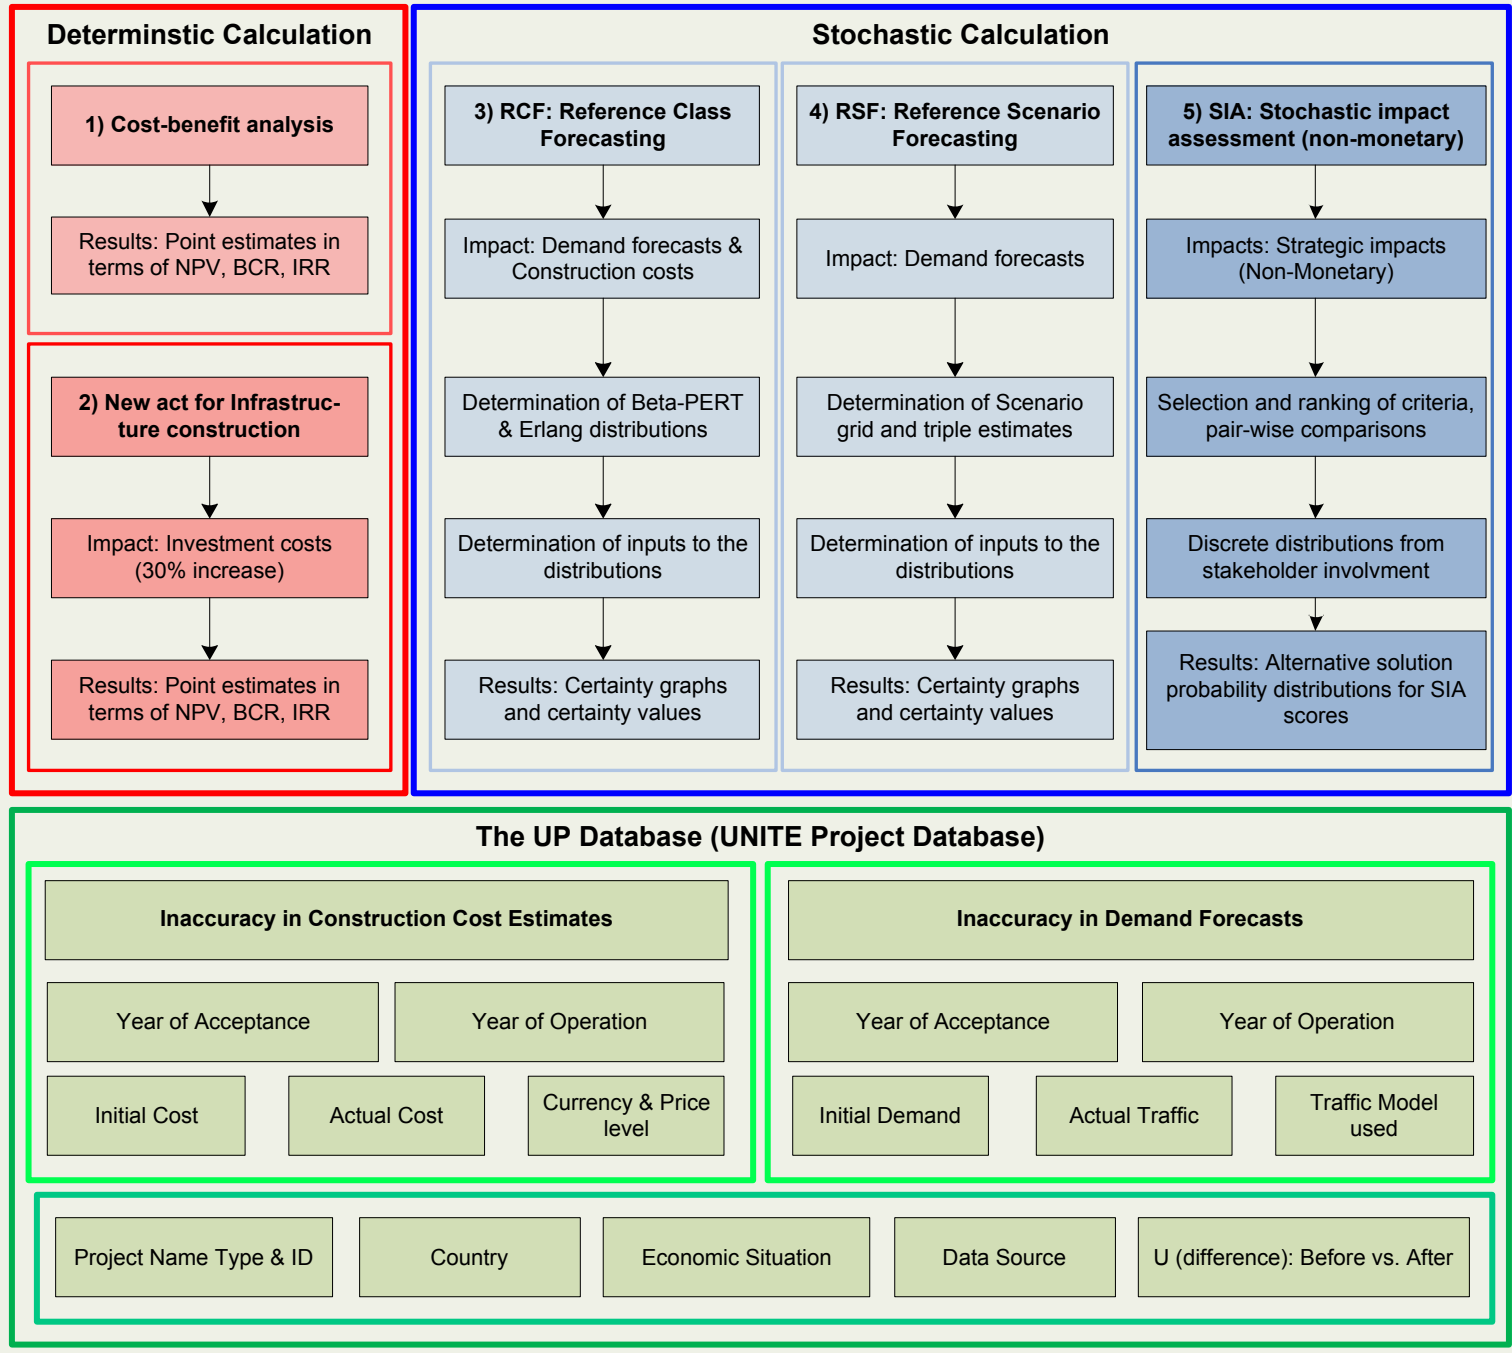 Determinstic Calculation
1) Cost-benefit analysis
Results: Point estimates in
terms of NPV, BCR, IRR
2) New act for Infrastruc-
ture construction
Impact: Investment costs
(30% increase)
Results: Point estimates in
terms of NPV, BCR, IRR
Stochastic Calculation
3) RCF: Reference Class
Forecasting
Impact: Demand forecasts &
Construction costs
Determination of Beta-PERT
& Erlang distributions
Determination of inputs to the
distributions
Results: Certainty graphs
and certainty values
4) RSF: Reference Scenario
Forecasting
Impact: Demand forecasts
Determination of Scenario
grid and triple estimates
Determination of inputs to the
distributions
Results: Certainty graphs
and certainty values
5) SIA: Stochastic impact
assessment (non-monetary)
Impacts: Strategic impacts
(Non-Monetary)
Selection and ranking of criteria,
pair-wise comparisons
Discrete distributions from
stakeholder involvment
Results: Alternative solution
probability distributions for SIA
scores
The UP Database (UNITE Project Database)
Inaccuracy in Construction Cost Estimates
Year of Acceptance
Year of Operation
Initial Cost
Actual Cost
Currency & Price
level
Inaccuracy in Demand Forecasts
Year of Acceptance
Year of Operation
Initial Demand
Actual Traffic
Traffic Model
used
Project Name Type & ID
Country
Economic Situation
Data Source
U (difference): Before vs. After